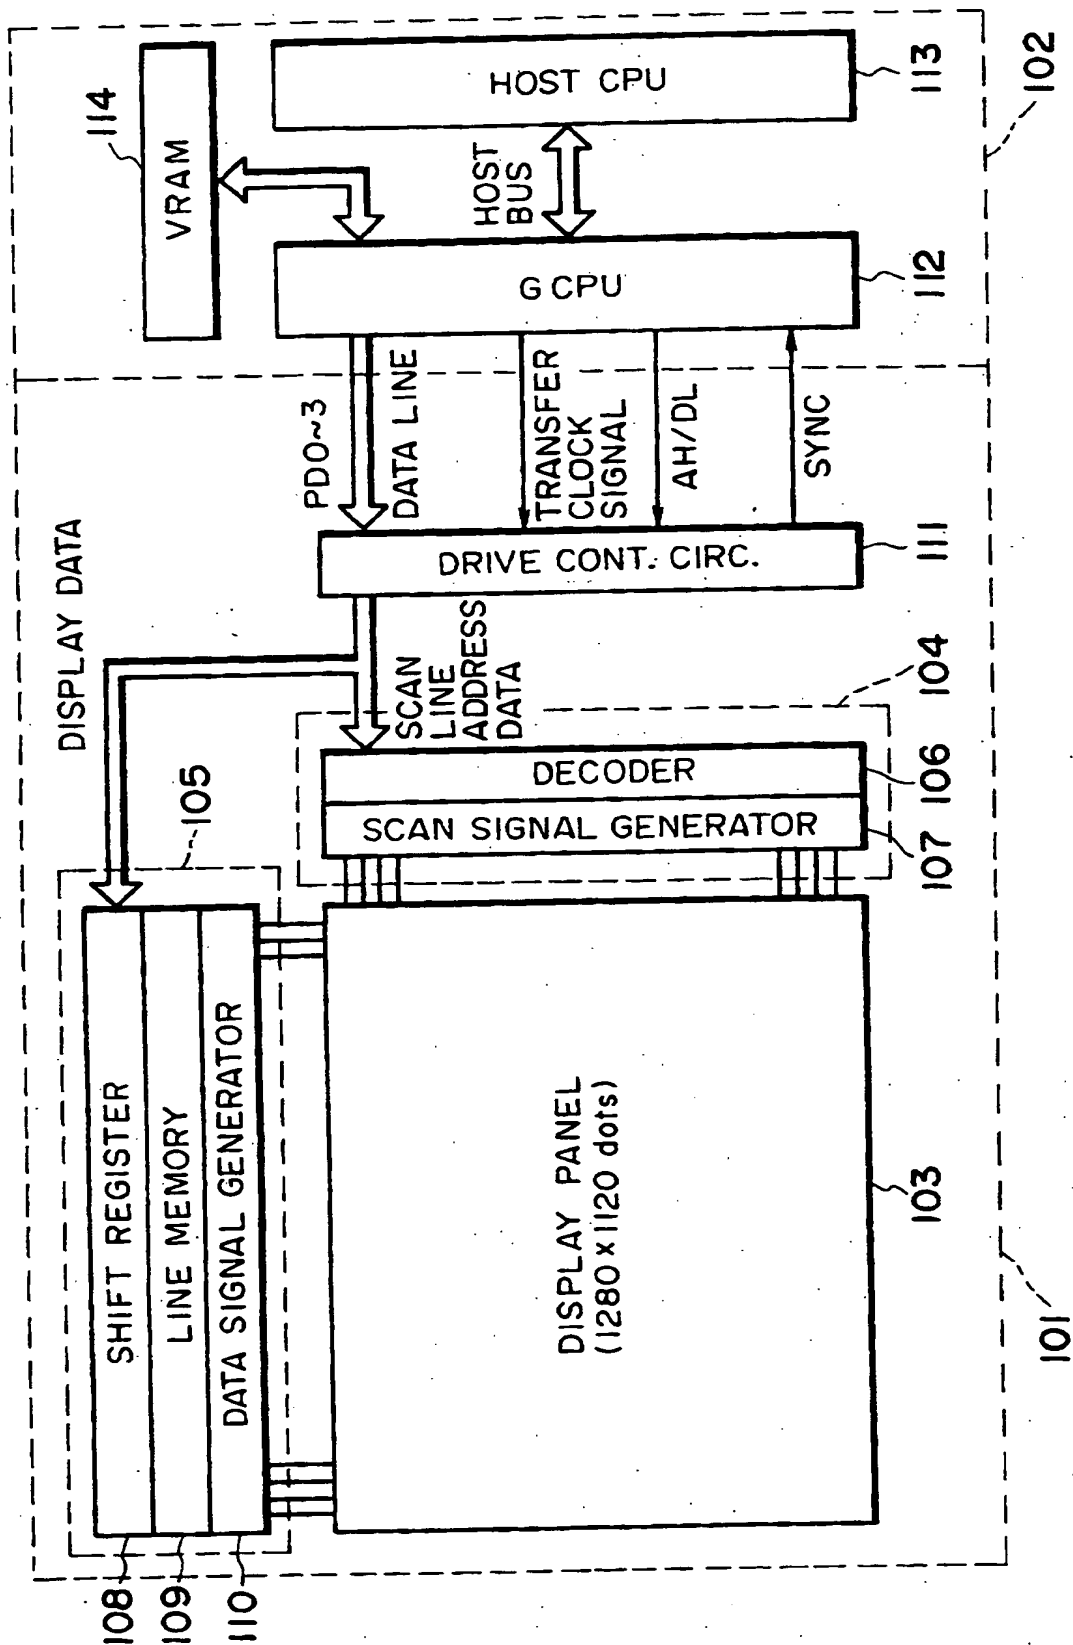 108
109
110
SHIFT REGISTER
LINE MEMORY
DATA SIGNAL GENERATOR
105
DISPLAY DATA
DISPLAY PANEL
(1280 x 1120 dots)
103
101
SCAN SIGNAL GENERATOR
DECODER
107
106
104
SCAN
LINE
ADDRESS
DATA
DRIVE CONT. CIRC.
111
PD0~3
DATA LINE
TRANSFER
CLOCK
SIGNAL
AH/DL
SYNC
G CPU
112
HOST
BUS
VRAM
114
HOST CPU
113
102